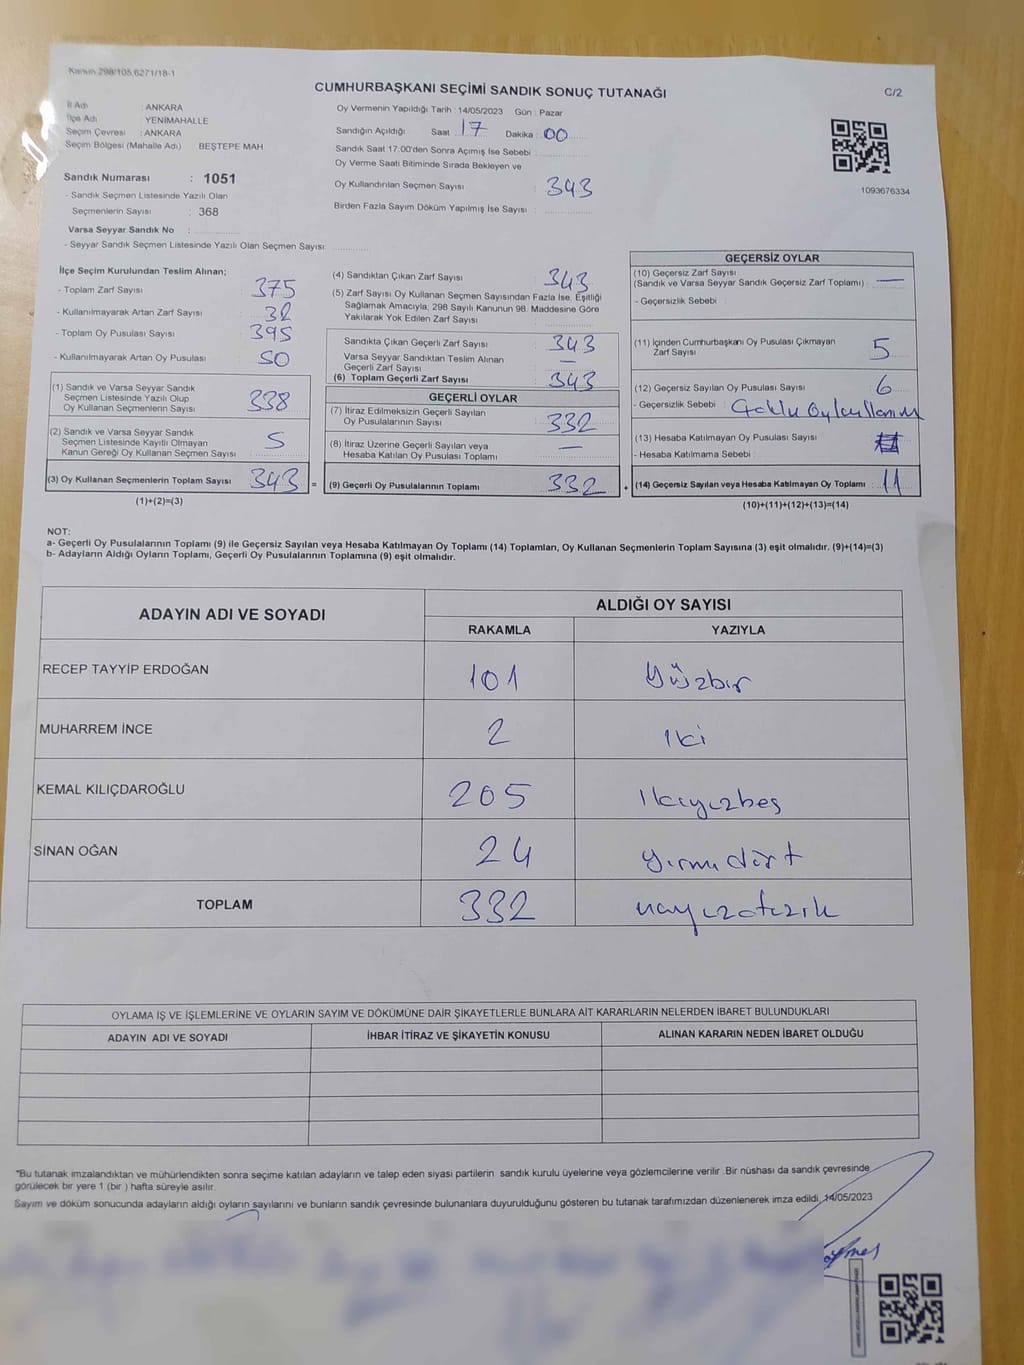 Kanun 298/105,6271/18-1
CUMHURBAŞKANI SEÇİMİ SANDIK SONUÇ TUTANAĞI
C/2
İl Adı : ANKARA
İlçe Adı : YENİMAHALLE
Seçim Çevresi : ANKARA
Seçim Bölgesi (Mahalle Adı) : BEŞTEPE MAH
Sandık Numarası : 1051
- Sandık Seçmen Listesinde Yazılı Olan
Seçmenlerin Sayısı : 368
Varsa Seyyar Sandık No :
- Seyyar Sandık Seçmen Listesinde Yazılı Olan Seçmen Sayısı:
Oy Vermenin Yapıldığı Tarih : 14/05/2023 Gün : Pazar
Sandığın Açıldığı Saat : 17 Dakika : 00
Sandık Saat 17:00'den Sonra Açımış İse Sebebi :
Oy Verme Saati Bitiminde Sırada Bekleyen ve
Oy Kullandırılan Seçmen Sayısı : 343
Birden Fazla Sayım Döküm Yapılmış İse Sayısı :
1093676334
İlçe Seçim Kurulundan Teslim Alınan;
- Toplam Zarf Sayısı : 375
- Kullanılmayarak Artan Zarf Sayısı : 32
- Toplam Oy Pusulası Sayısı : 395
- Kullanılmayarak Artan Oy Pusulası : 50
(1) Sandık ve Varsa Seyyar Sandık
Seçmen Listesinde Yazılı Olup
Oy Kullanan Seçmenlerin Sayısı : 338
(2) Sandık ve Varsa Seyyar Sandık
Seçmen Listesinde Kayıtlı Olmayan
Kanun Gereği Oy Kullanan Seçmen Sayısı : 5
(3) Oy Kullanan Seçmenlerin Toplam Sayısı : 343 =
(1)+(2)=(3)
(4) Sandıktan Çıkan Zarf Sayısı : 343
(5) Zarf Sayısı Oy Kullanan Seçmen Sayısından Fazla İse, Eşitliği
Sağlamak Amacıyla; 298 Sayılı Kanunun 98. Maddesine Göre
Yakılarak Yok Edilen Zarf Sayısı :
Sandıkta Çıkan Geçerli Zarf Sayısı : 343
Varsa Seyyar Sandıktan Teslim Alınan
Geçerli Zarf Sayısı : —
(6) Toplam Geçerli Zarf Sayısı : 343
GEÇERLİ OYLAR
(7) İtiraz Edilmeksizin Geçerli Sayılan
Oy Pusulalarının Sayısı : 332
(8) İtiraz Üzerine Geçerli Sayılan veya
Hesaba Katılan Oy Pusulası Toplamı : —
(9) Geçerli Oy Pusulalarının Toplamı : 332 +
GEÇERSİZ OYLAR
(10) Geçersiz Zarf Sayısı
(Sandık ve Varsa Seyyar Sandık Geçersiz Zarf Toplamı) : —
- Geçersizlik Sebebi :
(11) İçinden Cumhurbaşkanı Oy Pusulası Çıkmayan
Zarf Sayısı : 5
(12) Geçersiz Sayılan Oy Pusulası Sayısı : 6
- Geçersizlik Sebebi : Çoklu Oy kullanım
(13) Hesaba Katılmayan Oy Pusulası Sayısı :
- Hesaba Katılmama Sebebi :
(14) Geçersiz Sayılan veya Hesaba Katılmayan Oy Toplamı : 11
(10)+(11)+(12)+(13)=(14)
NOT:
a- Geçerli Oy Pusulalarının Toplamı (9) ile Geçersiz Sayılan veya Hesaba Katılmayan Oy Toplamı (14) Toplamları, Oy Kullanan Seçmenlerin Toplam Sayısına (3) eşit olmalıdır. (9)+(14)=(3)
b- Adayların Aldığı Oyların Toplamı, Geçerli Oy Pusulalarının Toplamına (9) eşit olmalıdır.
ADAYIN ADI VE SOYADI
ALDIĞI OY SAYISI
RAKAMLA YAZIYLA
RECEP TAYYİP ERDOĞAN 101 Yüzbir
MUHARREM İNCE 2 Iki
KEMAL KILIÇDAROĞLU 205 Ikiyüzbeş
SİNAN OĞAN 24 yirmidört
TOPLAM 332
OYLAMA İŞ VE İŞLEMLERİNE VE OYLARIN SAYIM VE DÖKÜMÜNE DAİR ŞİKAYETLERLE BUNLARA AİT KARARLARIN NELERDEN İBARET BULUNDUKLARI
ADAYIN ADI VE SOYADI İHBAR İTİRAZ VE ŞİKAYETİN KONUSU ALINAN KARARIN NEDEN İBARET OLDUĞU
*Bu tutanak imzalandıktan ve mühürlendikten sonra seçime katılan adayların ve talep eden siyasi partilerin sandık kurulu üyelerine veya gözlemcilerine verilir. Bir nüshası da sandık çevresinde
görülecek bir yere 1 (bir ) hafta süreyle asılır.
Sayım ve döküm sonucunda adayların aldığı oyların sayılarını ve bunların sandık çevresinde bulunanlara duyurulduğunu gösteren bu tutanak tarafımızdan düzenlenerek imza edildi. 14/05/2023